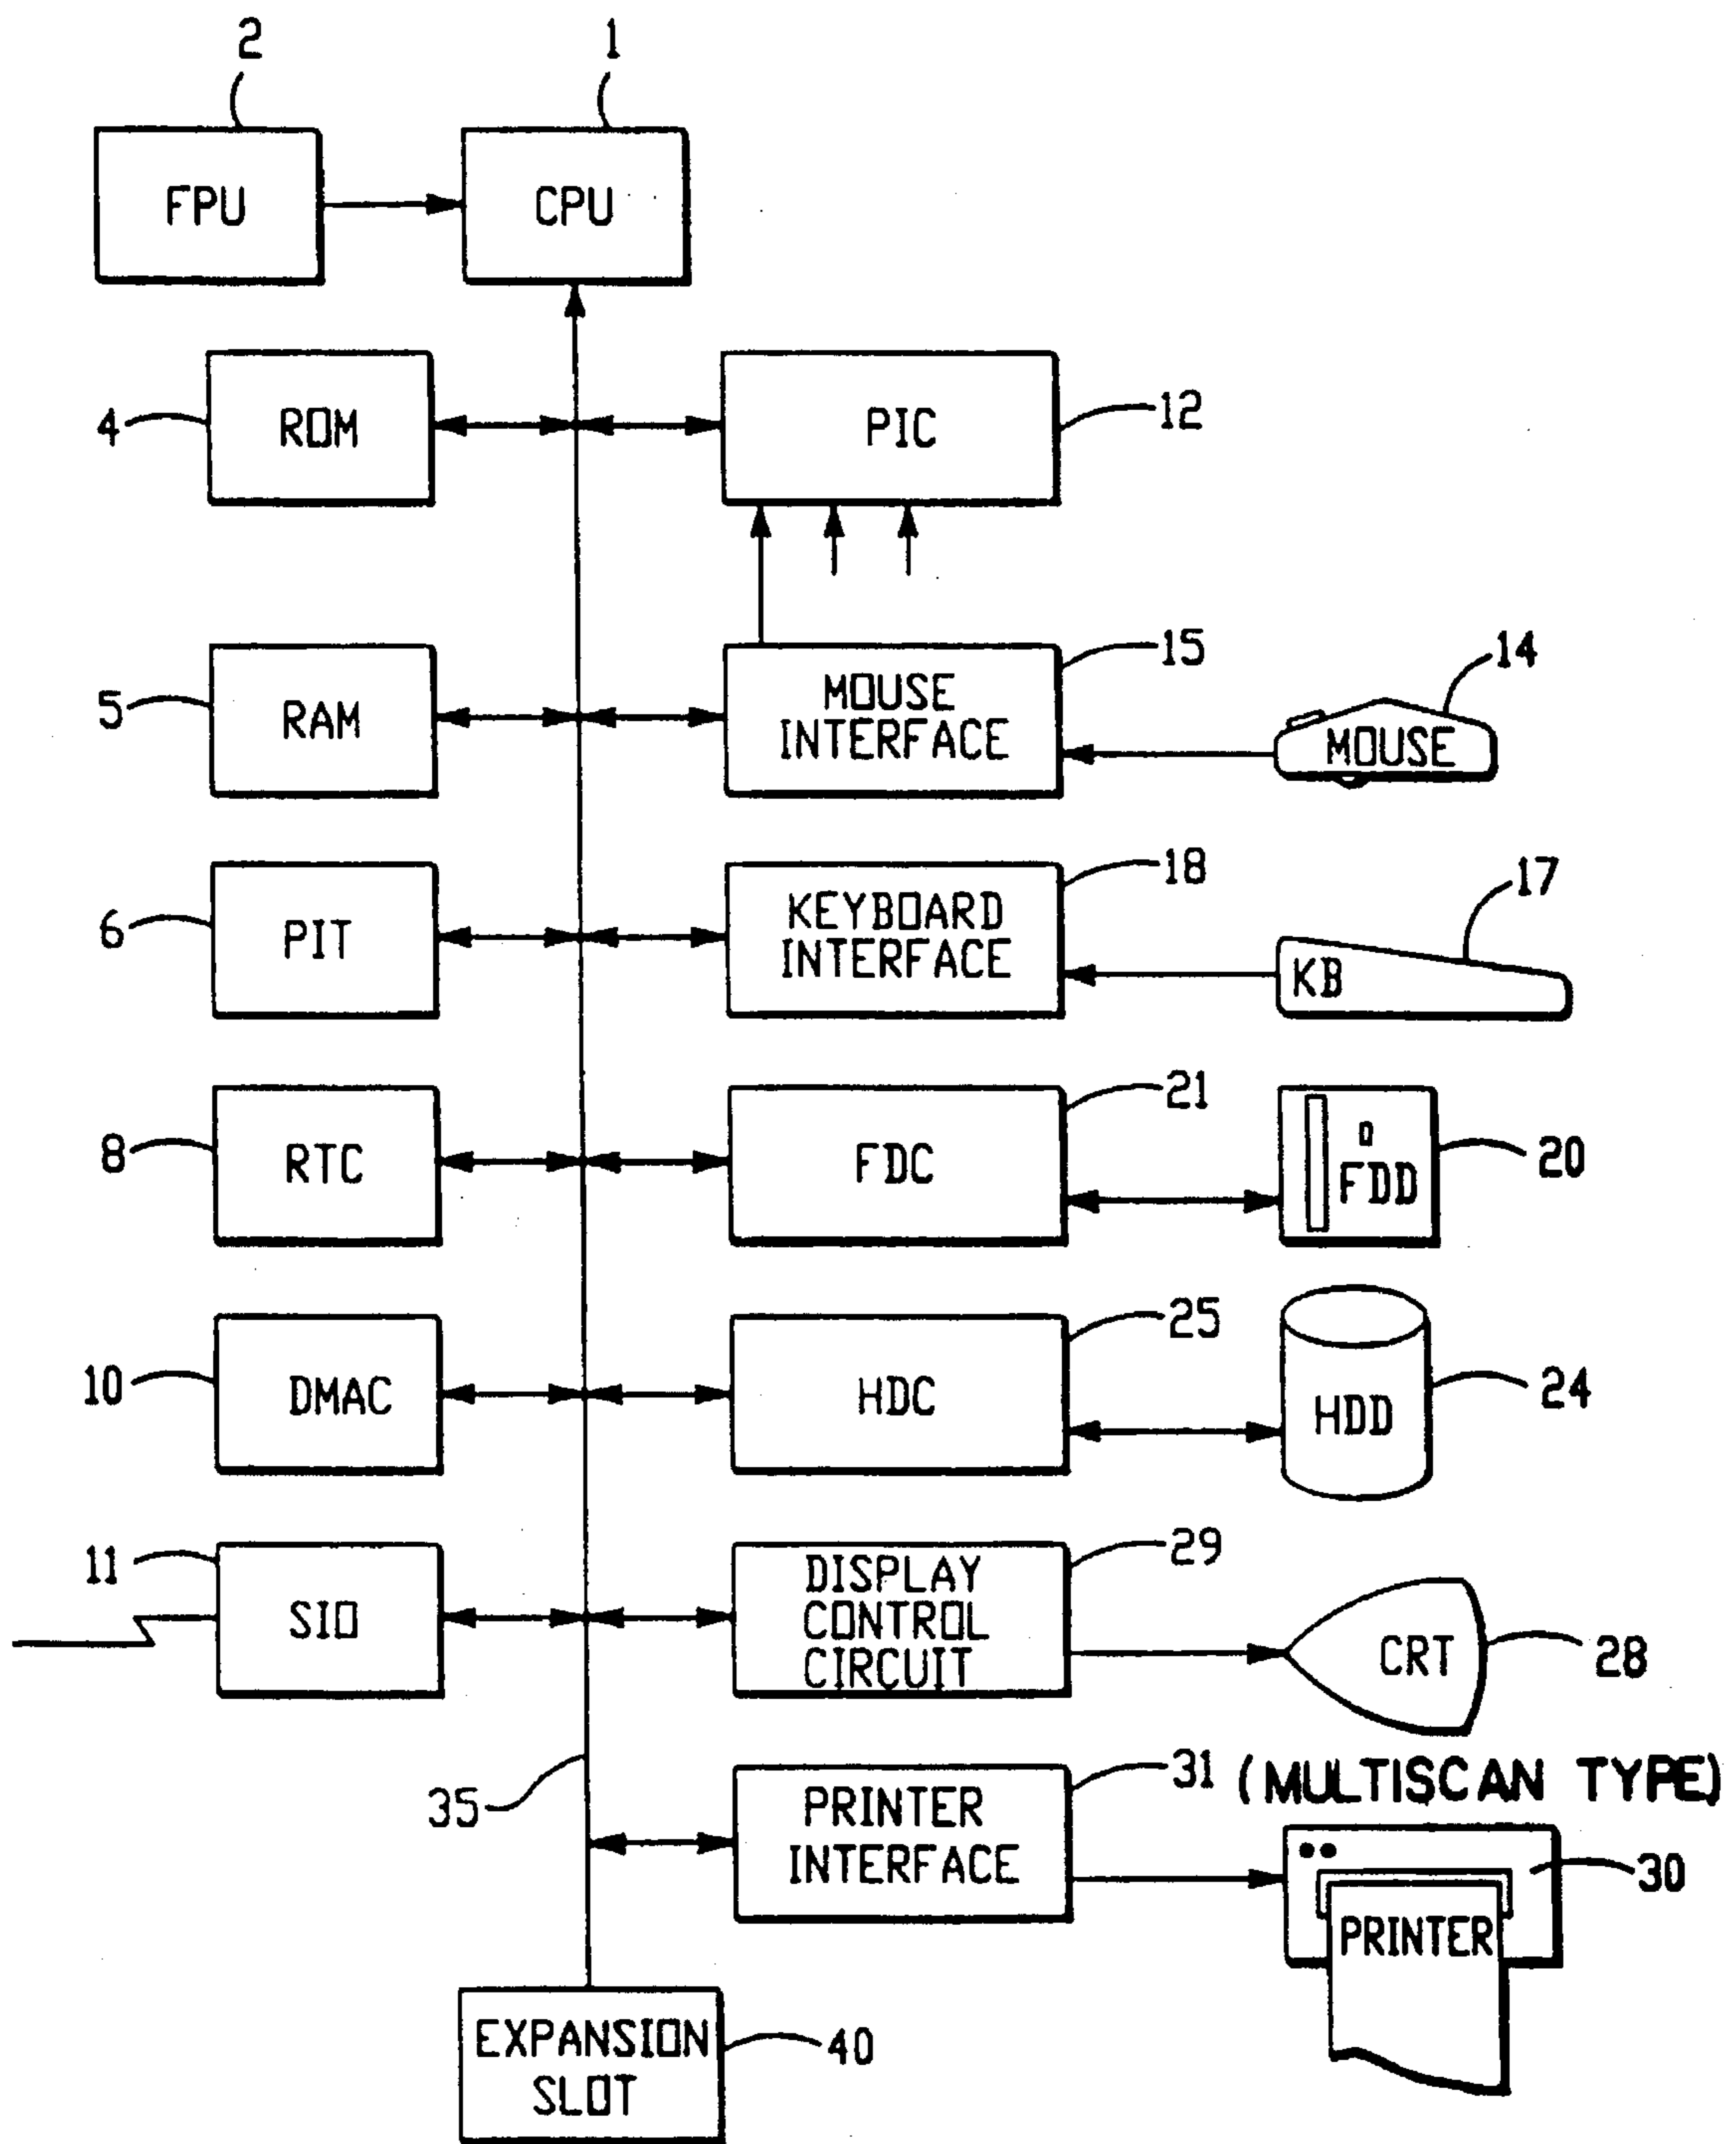 2
1
FPU
CPU
4
ROM
PIC
12
5
RAM
MOUSE
INTERFACE
15
14
MOUSE
6
PIT
KEYBOARD
INTERFACE
18
17
KB
8
RTC
FDC
21
FDD
20
10
DMAC
HDC
25
HDD
24
11
SIO
DISPLAY
CONTROL
CIRCUIT
29
CRT
28
(MULTISCAN TYPE)
35
PRINTER
INTERFACE
31
30
PRINTER
EXPANSION
SLOT
40